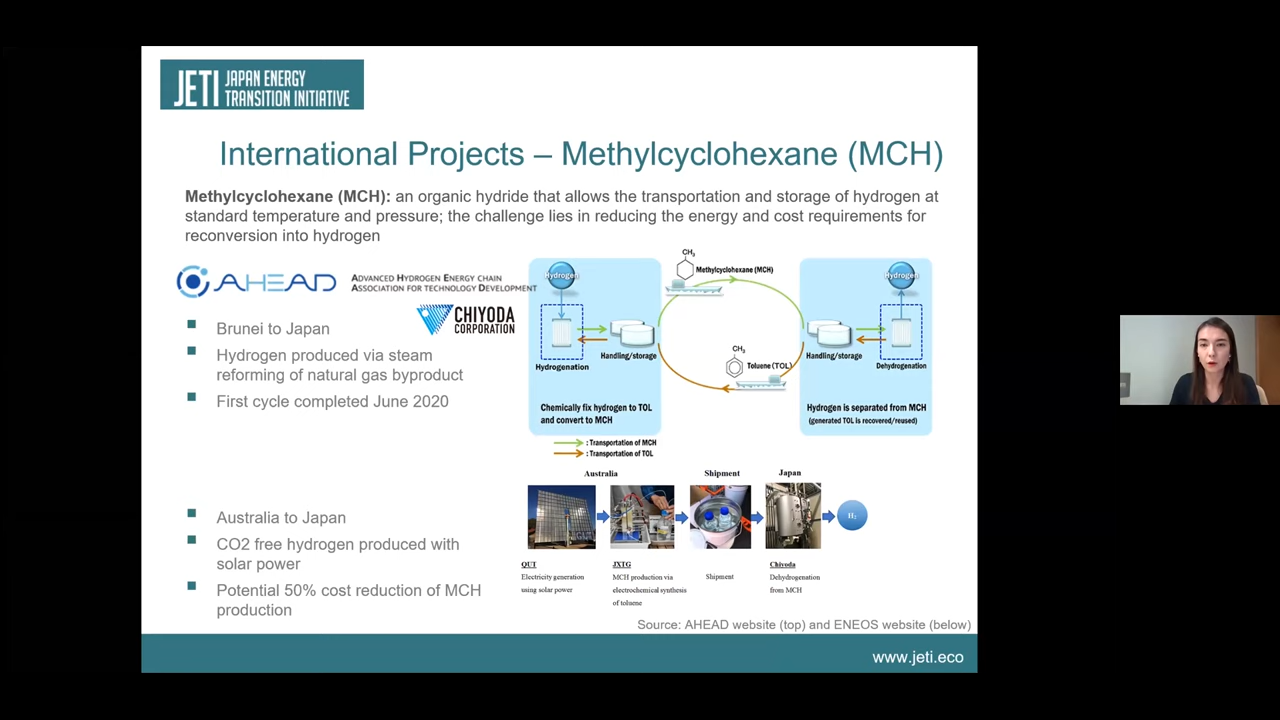 JETI JAPAN ENERGY
TRANSITION INITIATIVE
International Projects – Methylcyclohexane (MCH)
Methylcyclohexane (MCH): an organic hydride that allows the transportation and storage of hydrogen at
standard temperature and pressure; the challenge lies in reducing the energy and cost requirements for
reconversion into hydrogen
AHEAD
ADVANCED HYDROGEN ENERGY CHAIN
ASSOCIATION FOR TECHNOLOGY DEVELOPMENT
CHIYODA
CORPORATION
Brunei to Japan
Hydrogen produced via steam
reforming of natural gas byproduct
First cycle completed June 2020
Hydrogen
Hydrogenation
Handling/storage
Chemically fix hydrogen to TOL
and convert to MCH
CH3
Methylcyclohexane (MCH)
CH3
Toluene (TOL)
Hydrogen
Handling/storage
Dehydrogenation
Hydrogen is separated from MCH
(generated TOL is recovered/reused)
: Transportation of MCH
: Transportation of TOL
Australia to Japan
CO2 free hydrogen produced with
solar power
Potential 50% cost reduction of MCH
production
Australia
Shipment
Japan
H2
QUT
Electricity generation
using solar power
JXTG
MCH production via
electrochemical synthesis
of toluene
Shipment
Chiyoda
Dehydrogenation
from MCH
Source: AHEAD website (top) and ENEOS website (below)
www.jeti.eco